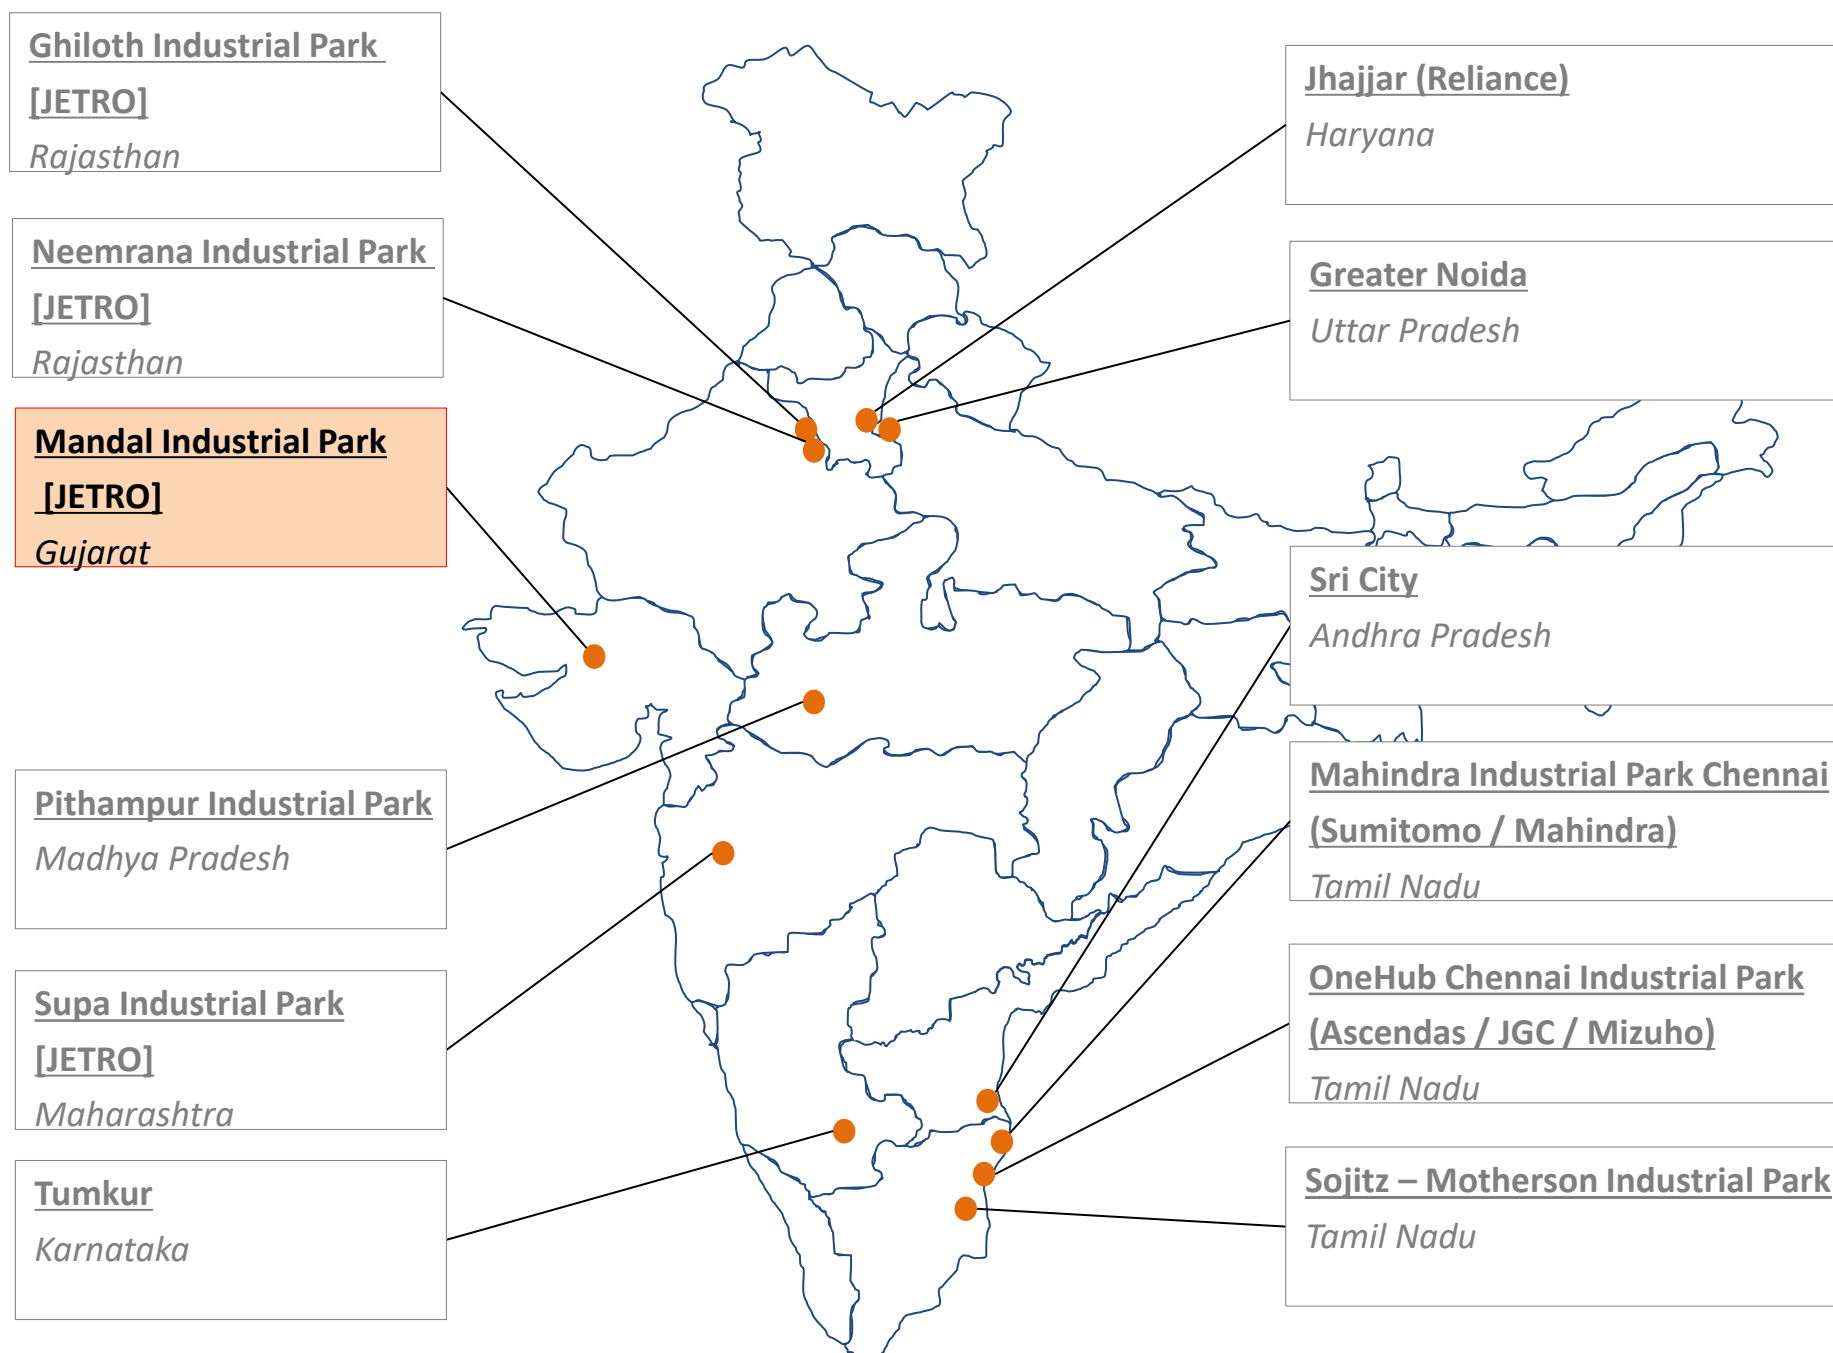 Ghiloth Industrial Park
[JETRO]
Rajasthan
Neemrana Industrial Park
[JETRO]
Rajasthan
Mandal Industrial Park
[JETRO]
Gujarat
Pithampur Industrial Park
Madhya Pradesh
Supa Industrial Park
[JETRO]
Maharashtra
Tumkur
Karnataka
Jhajjar (Reliance)
Haryana
Greater Noida
Uttar Pradesh
Sri City
Andhra Pradesh
Mahindra Industrial Park Chennai
(Sumitomo / Mahindra)
Tamil Nadu
OneHub Chennai Industrial Park
(Ascendas / JGC / Mizuho)
Tamil Nadu
Sojitz – Motherson Industrial Park
Tamil Nadu